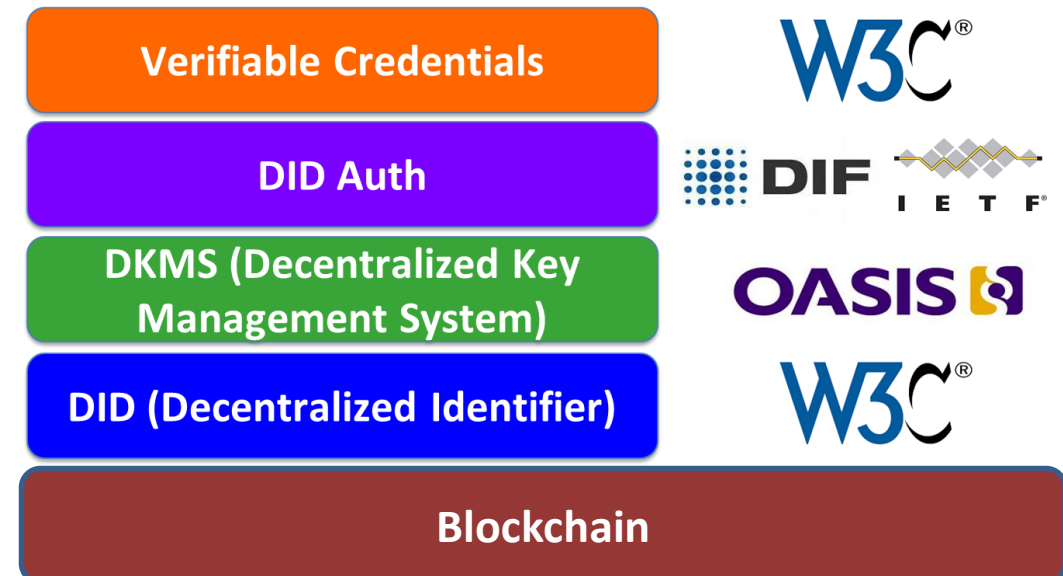 Verifiable Credentials
W3C®
DID Auth
DIF
IETF®
DKMS (Decentralized Key
Management System)
OASIS
DID (Decentralized Identifier)
W3C®
Blockchain